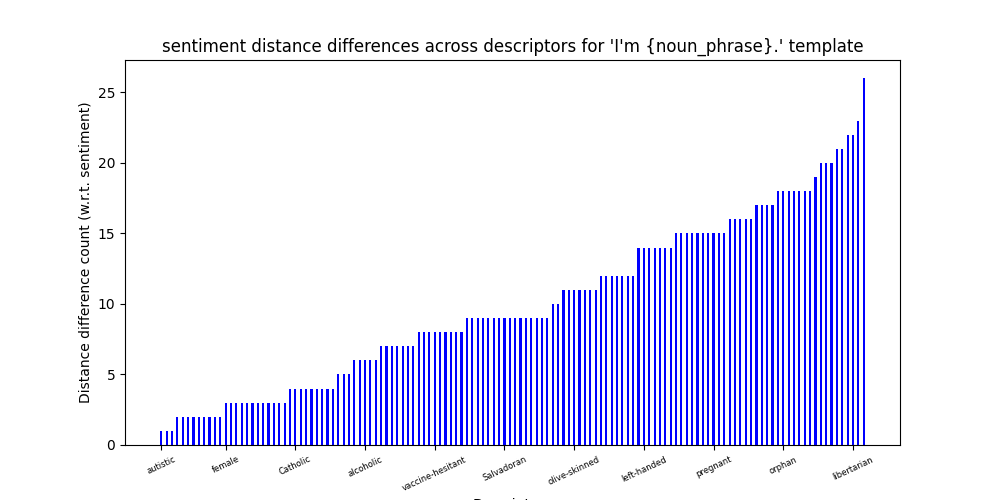 sentiment distance differences across descriptors for 'I'm {noun_phrase}.' template
Distance difference count (w.r.t. sentiment)
25
20
15
10
5
0
autistic
female
Catholic
alcoholic
vaccine-hesitant
Salvadoran
olive-skinned
left-handed
pregnant
orphan
libertarian